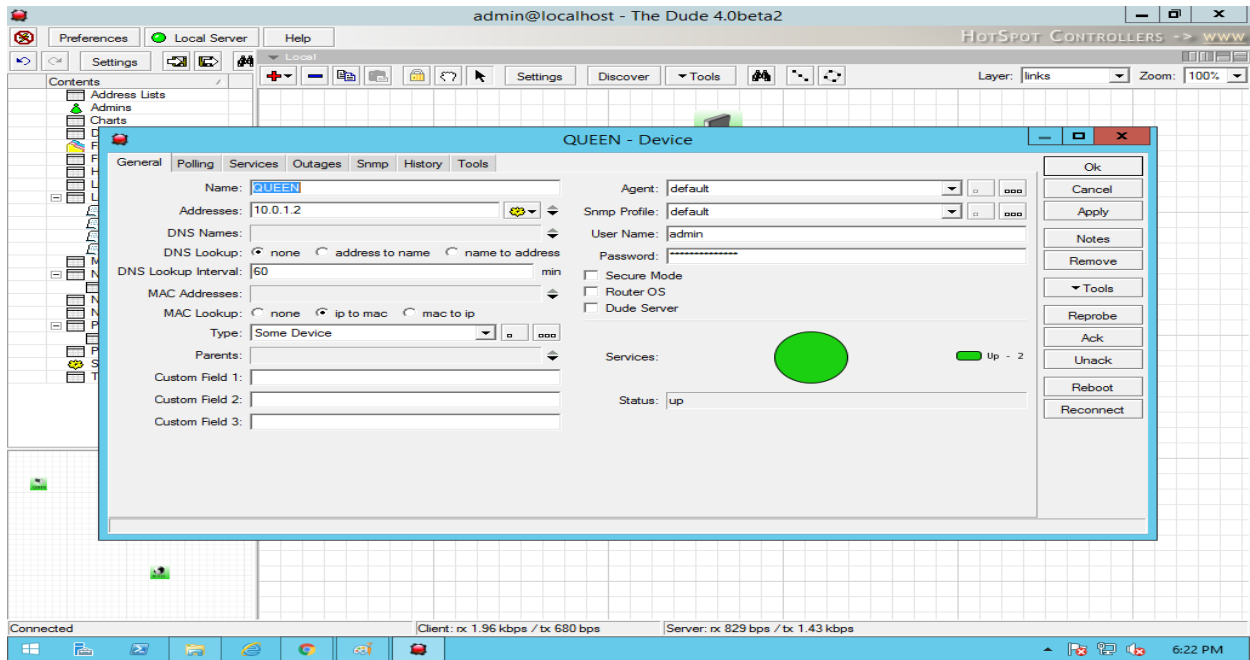 admin@localhost - The Dude 4.0beta2
Preferences Local Server Help HotSpot Controllers -> www
Settings Local
Settings Discover Tools Layer: links Zoom: 100%
Contents
Address Lists
Admins
Charts
D
F
F
H
L
L
M
N
N
N
P
P
S
T
QUEEN - Device
General Polling Services Outages Snmp History Tools
Name: QUEEN
Addresses: 10.0.1.2
DNS Names:
DNS Lookup: none address to name name to address
DNS Lookup Interval: 60 min
MAC Addresses:
MAC Lookup: none ip to mac mac to ip
Type: Some Device
Parents:
Custom Field 1:
Custom Field 2:
Custom Field 3:
Agent: default
Snmp Profile: default
User Name: admin
Password: **************
Secure Mode
Router OS
Dude Server
Services: Up - 2
Status: up
Ok
Cancel
Apply
Notes
Remove
Tools
Reprobe
Ack
Unack
Reboot
Reconnect
Connected Client: rx 1.96 kbps / tx 680 bps Server: rx 829 bps / tx 1.43 kbps
6:22 PM